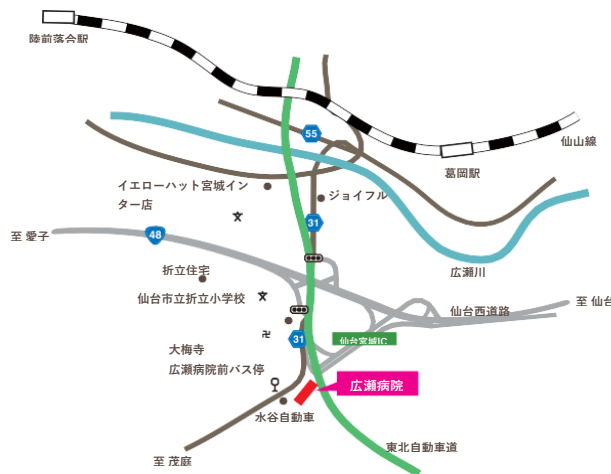 陸前落合駅
仙山線
55
葛岡駅
イエローハット宮城イン
ター店
ジョイフル
31
至 愛子
48
広瀬川
折立住宅
仙台市立折立小学校
仙台西道路
至 仙台
31
仙台宮城IC
大梅寺
広瀬病院前バス停
広瀬病院
水谷自動車
東北自動車道
至 茂庭